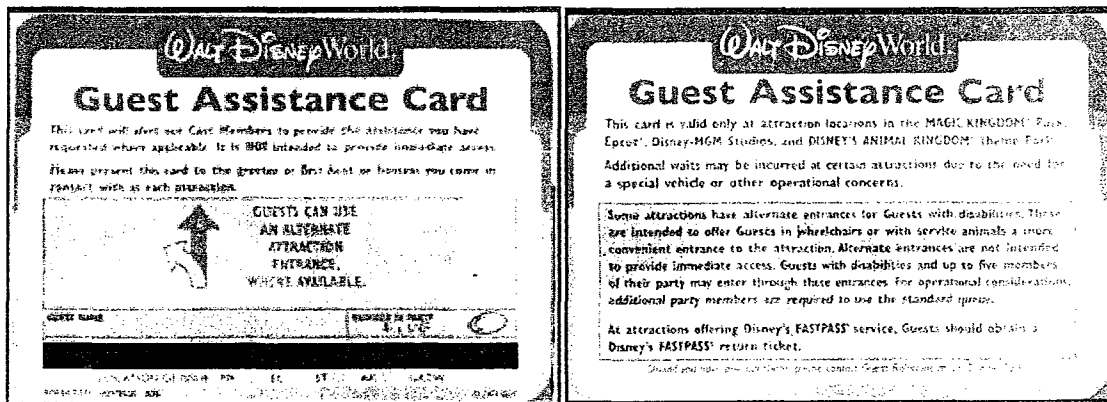 WALT DISNEY World.
Guest Assistance Card
This card will alert our Cast Members to provide the assistance you have
requested where applicable. It is NOT intended to provide immediate access.
Please present this card to the greeter or first host or hostess you come in
contact with at each attraction.
GUESTS CAN USE
AN ALTERNATE
ATTRACTION
ENTRANCE,
WHERE AVAILABLE.
GUEST NAME
NUMBER IN PARTY
WALT DISNEY World.
Guest Assistance Card
This card is valid only at attraction locations in the MAGIC KINGDOM® Park,
Epcot®, Disney-MGM Studios, and DISNEY'S ANIMAL KINGDOM® Theme Park.
Additional waits may be incurred at certain attractions due to the need for
a special vehicle or other operational concerns.
Some attractions have alternate entrances for Guests with disabilities. These
are intended to offer Guests in wheelchairs or with service animals a more
convenient entrance to the attraction. Alternate entrances are not intended
to provide immediate access. Guests with disabilities and up to five members
of their party may enter through these entrances. For operational considerations,
additional party members are required to use the standard queue.
At attractions offering Disney's FASTPASS® service, Guests should obtain a
Disney's FASTPASS® return ticket.